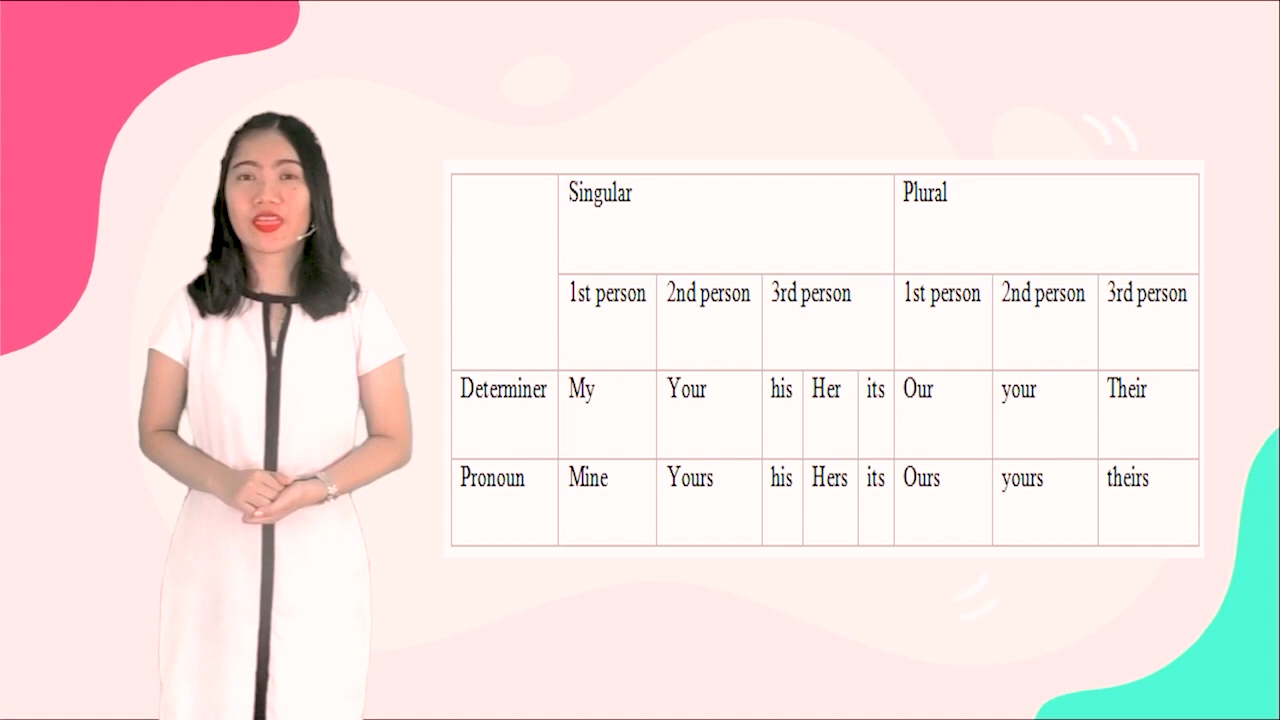 Singular Plural
1st person 2nd person 3rd person 1st person 2nd person 3rd person
Determiner My Your his Her its Our your Their
Pronoun Mine Yours his Hers its Ours yours theirs